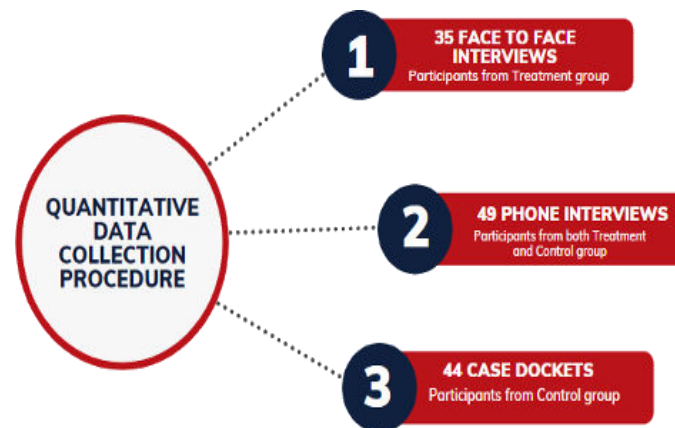 QUANTITATIVE
DATA
COLLECTION
PROCEDURE
1
35 FACE TO FACE
INTERVIEWS
Participants from Treatment group
2
49 PHONE INTERVIEWS
Participants from both Treatment
and Control group
3
44 CASE DOCKETS
Participants from Control group